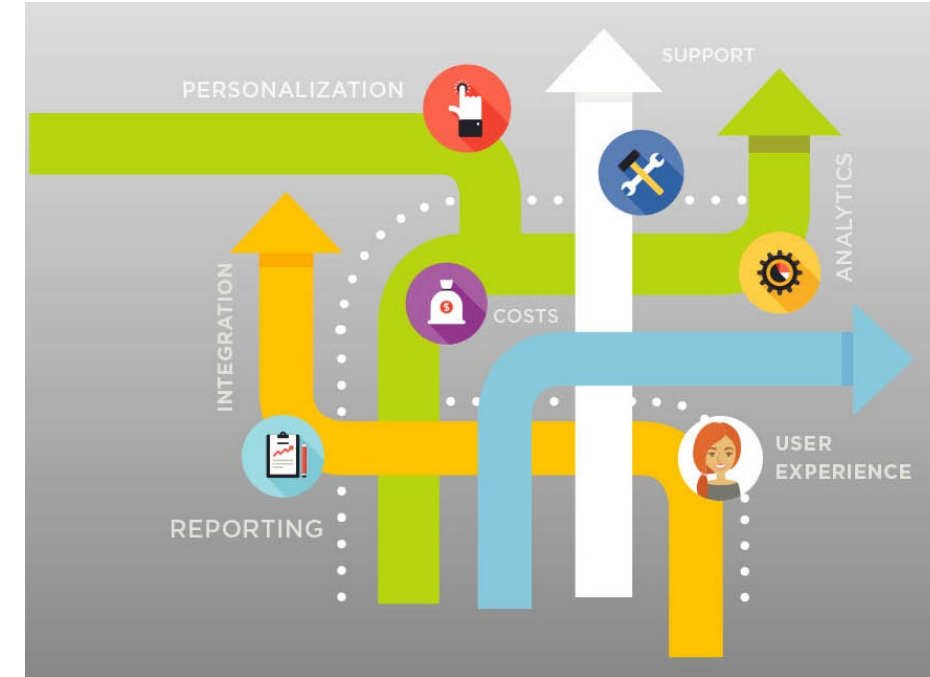 SUPPORT
PERSONALIZATION
ANALYTICS
INTEGRATION
$
COSTS
USER
EXPERIENCE
REPORTING